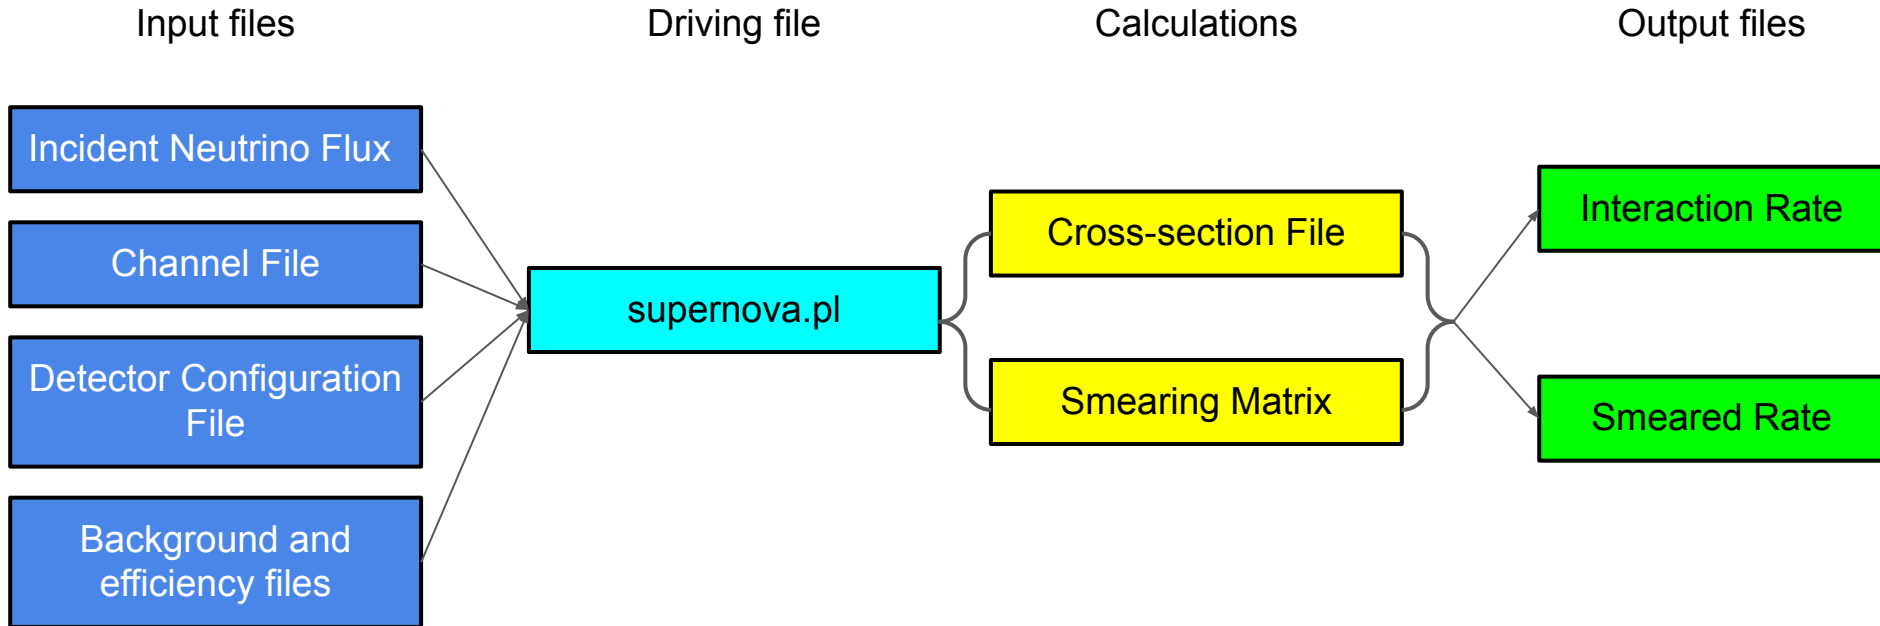 Input files
Driving file
Calculations
Output files
Incident Neutrino Flux
Channel File
Detector Configuration
File
Background and
efficiency files
supernova.pl
Cross-section File
Smearing Matrix
Interaction Rate
Smeared Rate